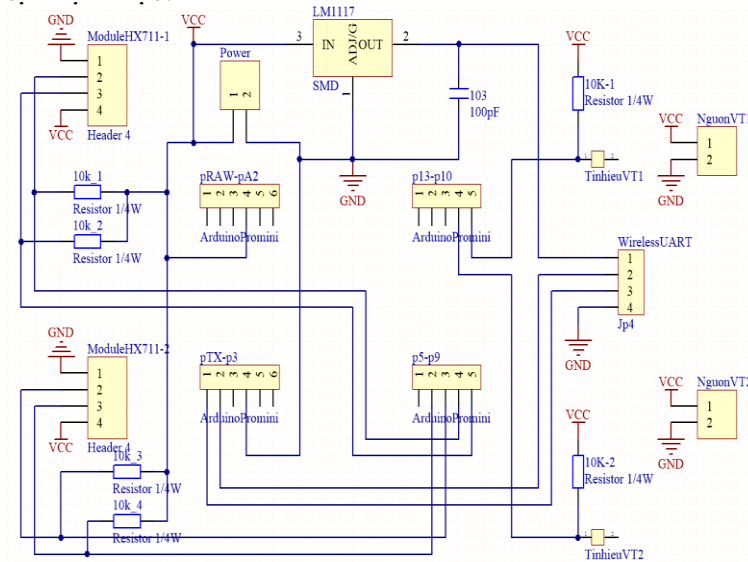 GND
ModuleHX711-1
1
2
3
4
VCC
Header 4
VCC
Power
1
2
LM1117
3
IN
ADJ/G
OUT
2
SMD
1
103
100pF
GND
VCC
10K-1
Resistor 1/4W
TinhieuVT1
VCC
NguonVT1
1
2
GND
10k_1
Resistor 1/4W
10k_2
Resistor 1/4W
pRAW-pA2
1 2 3 4 5 6
ArduinoPromini
p13-p10
1 2 3 4 5
ArduinoPromini
WirelessUART
1
2
3
4
Jp4
GND
GND
ModuleHX711-2
1
2
3
4
VCC
Header 4
10k_3
Resistor 1/4W
10k_4
Resistor 1/4W
pTX-p3
1 2 3 4 5 6
ArduinoPromini
p5-p9
1 2 3 4 5
ArduinoPromini
VCC
10K-2
Resistor 1/4W
TinhieuVT2
VCC
NguonVT2
1
2
GND